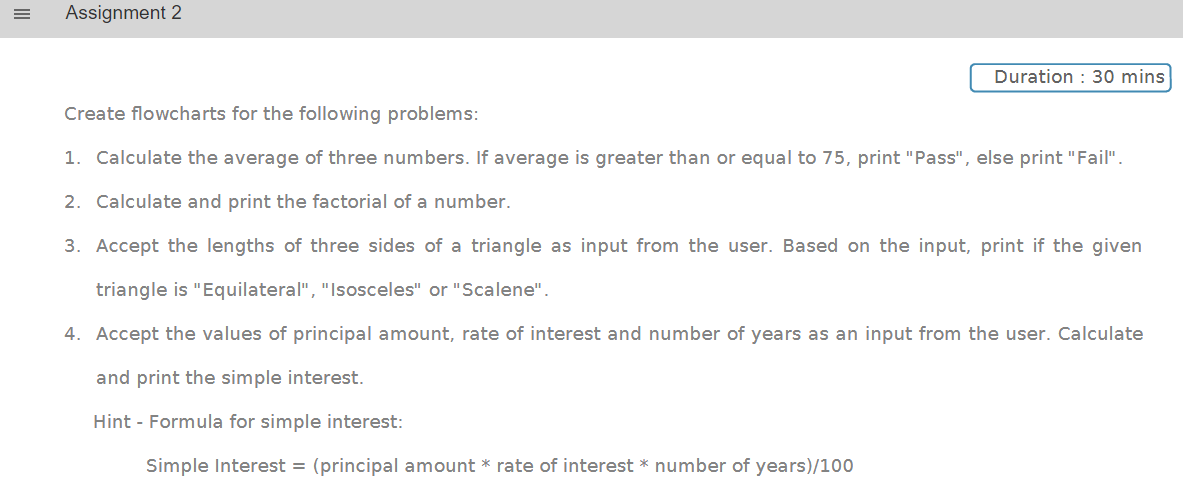 Assignment 2
Duration : 30 mins
Create flowcharts for the following problems:
1. Calculate the average of three numbers. If average is greater than or equal to 75, print "Pass", else print "Fail".
2. Calculate and print the factorial of a number.
3. Accept the lengths of three sides of a triangle as input from the user. Based on the input, print if the given
triangle is "Equilateral", "Isosceles" or "Scalene".
4. Accept the values of principal amount, rate of interest and number of years as an input from the user. Calculate
and print the simple interest.
Hint - Formula for simple interest:
Simple Interest = (principal amount * rate of interest * number of years)/100